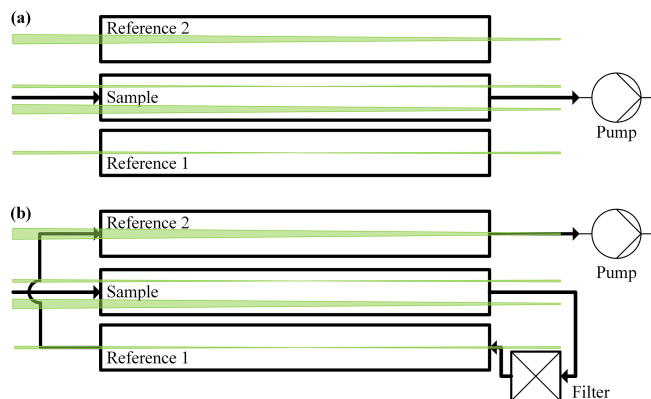 (a)
Reference 2
Sample
Pump
Reference 1
(b)
Reference 2
Pump
Sample
Reference 1
Filter